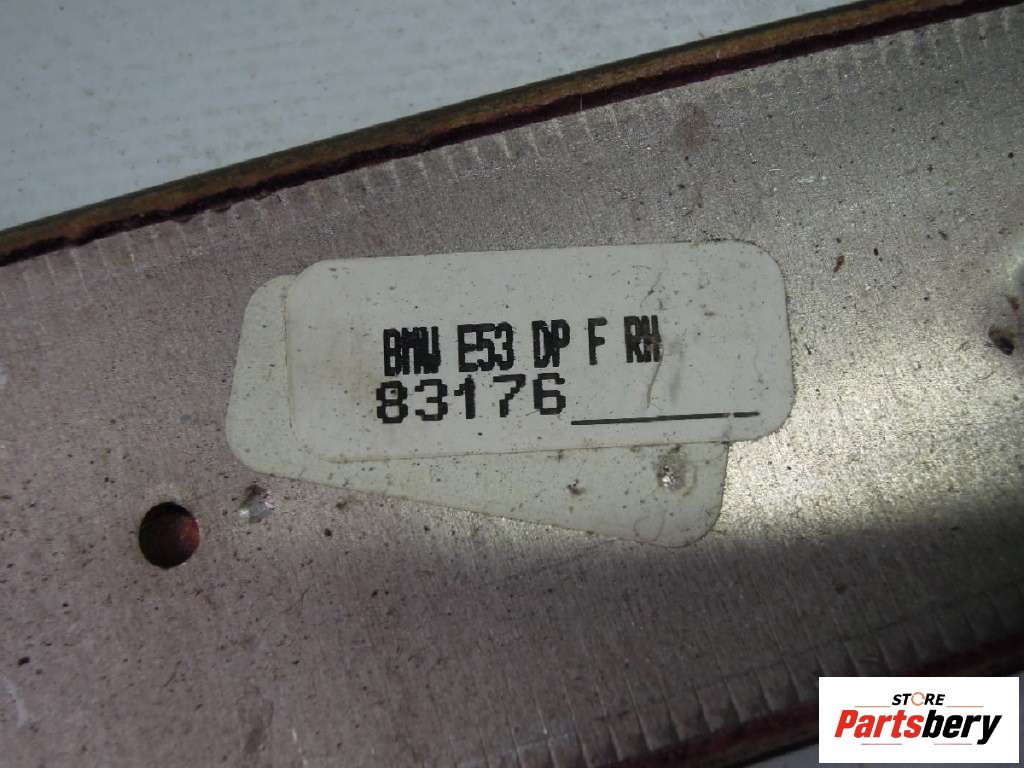 BMW E53 DP F RH
83176
STORE
Partsbery